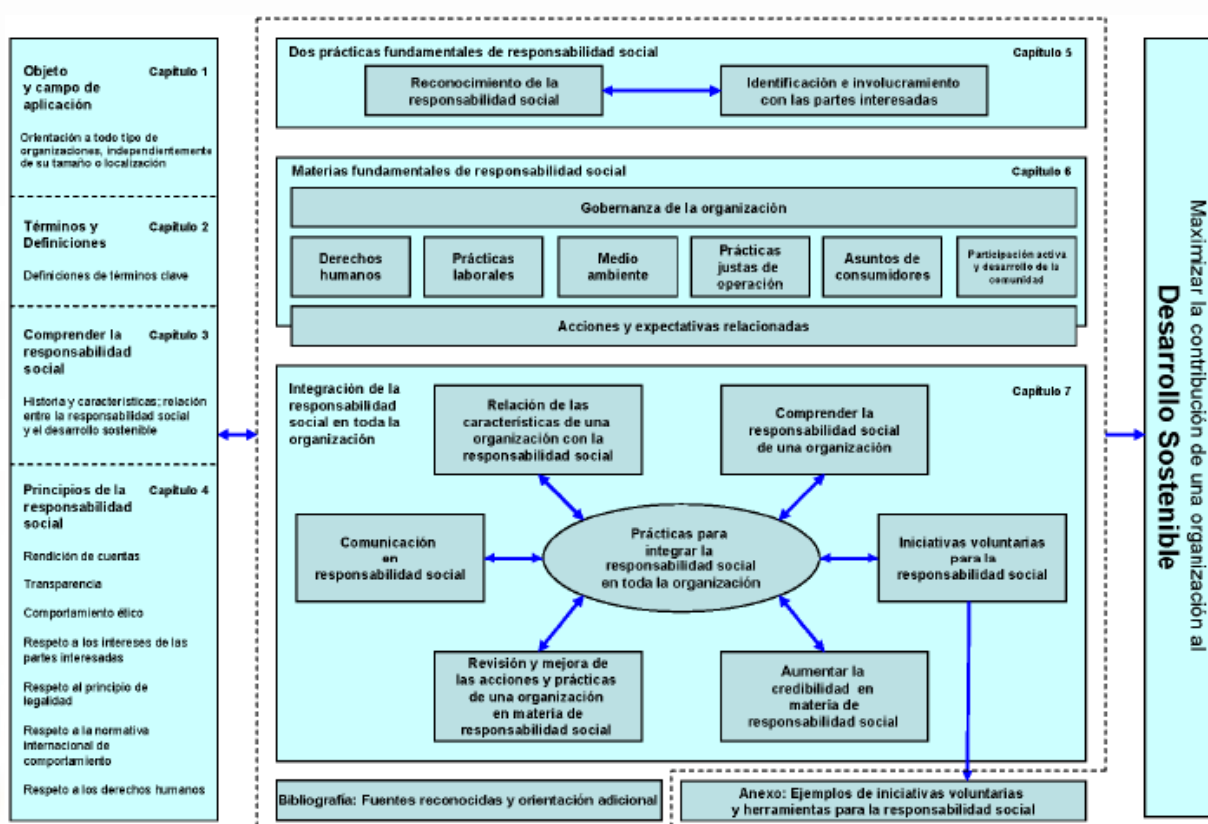 Objeto
y campo de
aplicación
Capítulo 1
Orientación a todo tipo de
organizaciones, independientemente
de su tamaño o localización
Términos y
Definiciones
Capítulo 2
Definiciones de términos clave
Comprender la
responsabilidad
social
Capítulo 3
Historia y características; relación
entre la responsabilidad social
y el desarrollo sostenible
Principios de la
responsabilidad
social
Capítulo 4
Rendición de cuentas
Transparencia
Comportamiento ético
Respeto a los intereses de las
partes interesadas
Respeto al principio de
legalidad
Respeto a la normativa
internacional de
comportamiento
Respeto a los derechos humanos
Dos prácticas fundamentales de responsabilidad social
Capítulo 5
Reconocimiento de la
responsabilidad social
Identificación e involucramiento
con las partes interesadas
Materias fundamentales de responsabilidad social
Capítulo 6
Gobernanza de la organización
Derechos
humanos
Prácticas
laborales
Medio
ambiente
Prácticas
justas de
operación
Asuntos de
consumidores
Participación activa
y desarrollo de la
comunidad
Acciones y expectativas relacionadas
Integración de la
responsabilidad
social en toda la
organización
Capítulo 7
Relación de las
características de una
organización con la
responsabilidad social
Comprender la
responsabilidad social
de una organización
Comunicación
en
responsabilidad social
Prácticas para
integrar la
responsabilidad social
en toda la organización
Iniciativas voluntarias
para la
responsabilidad social
Revisión y mejora de
las acciones y prácticas
de una organización
en materia de
responsabilidad social
Aumentar la
credibilidad en
materia de
responsabilidad social
Bibliografía: Fuentes reconocidas y orientación adicional
Anexo: Ejemplos de iniciativas voluntarias
y herramientas para la responsabilidad social
Maximizar la contribución de una organización al
Desarrollo Sostenible